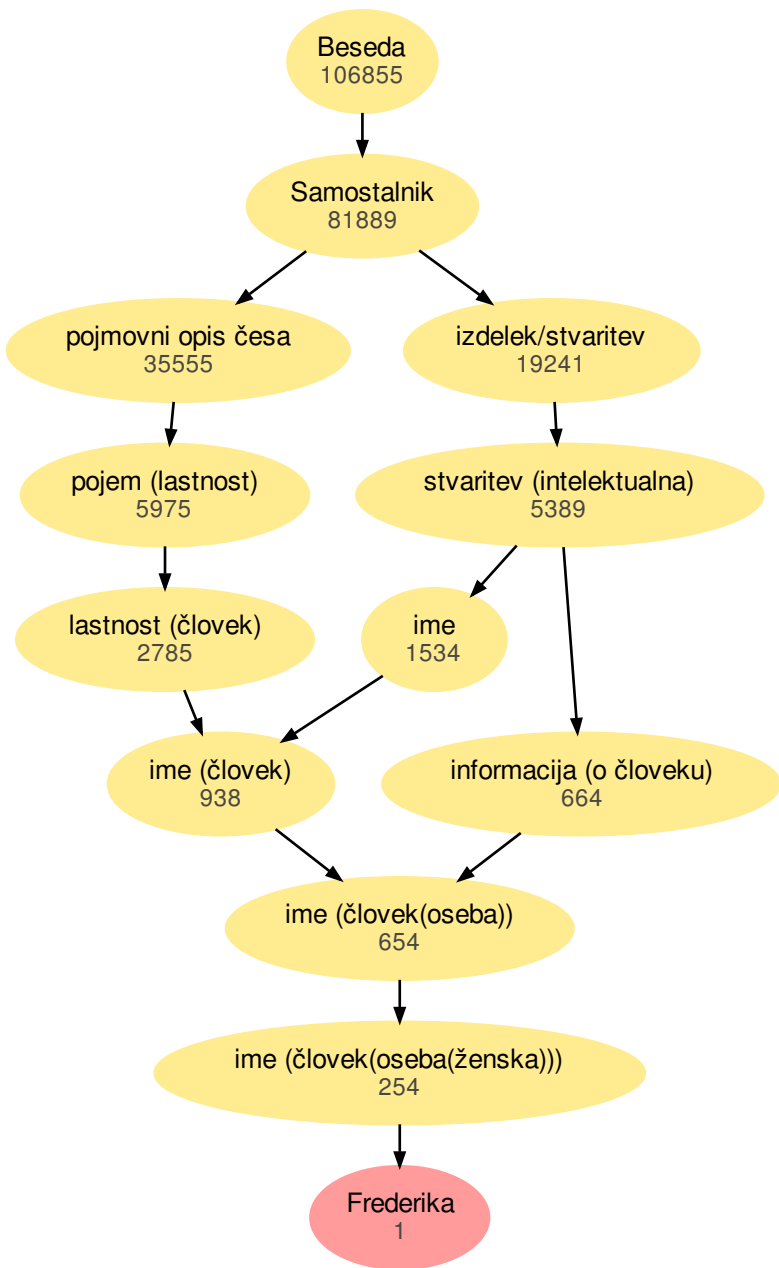 Beseda
106855
Samostalnik
81889
pojmovni opis česa
35555
izdelek/stvaritev
19241
pojem (lastnost)
5975
stvaritev (intelektualna)
5389
lastnost (človek)
2785
ime
1534
ime (človek)
938
informacija (o človeku)
664
ime (človek(oseba))
654
ime (človek(oseba(ženska)))
254
Frederika
1